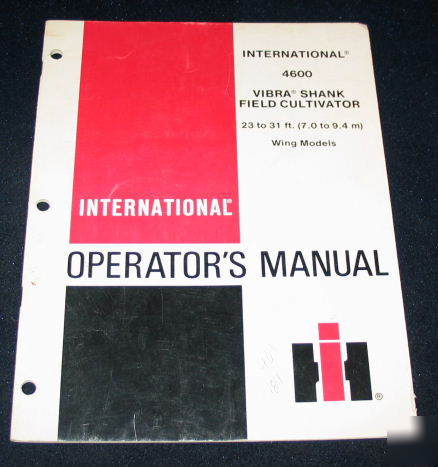 INTERNATIONAL®
4600
VIBRA® SHANK
FIELD CULTIVATOR
23 to 31 ft. (7.0 to 9.4 m)
Wing Models
INTERNATIONAL®
OPERATOR'S MANUAL
IH®